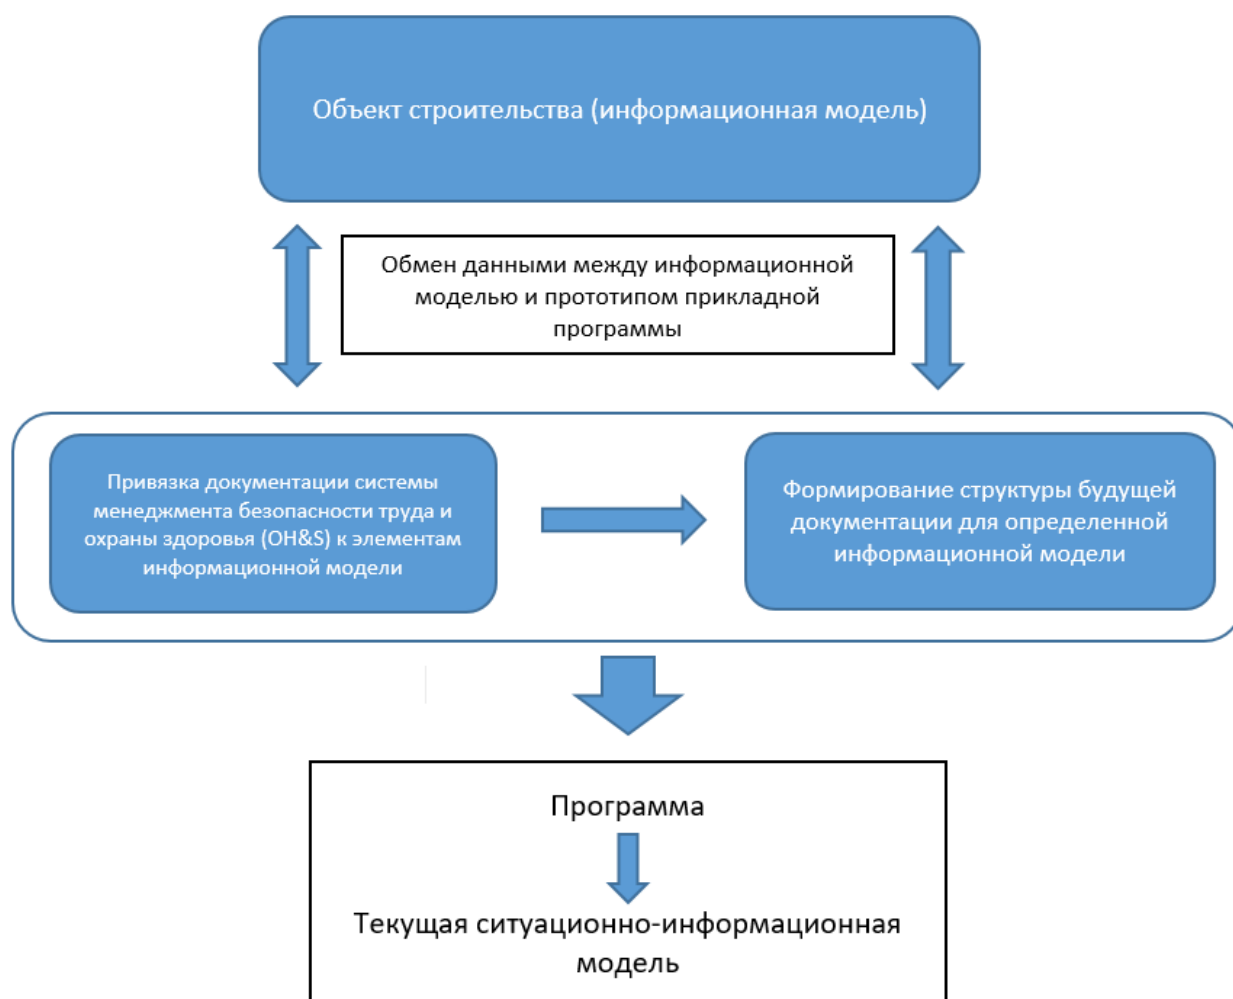 Объект строительства (информационная модель)
Обмен данными между информационной
моделью и прототипом прикладной
программы
Привязка документации системы
менеджмента безопасности труда и
охраны здоровья (OH&S) к элементам
информационной модели
Формирование структуры будущей
документации для определенной
информационной модели
Программа
Текущая ситуационно-информационная
модель